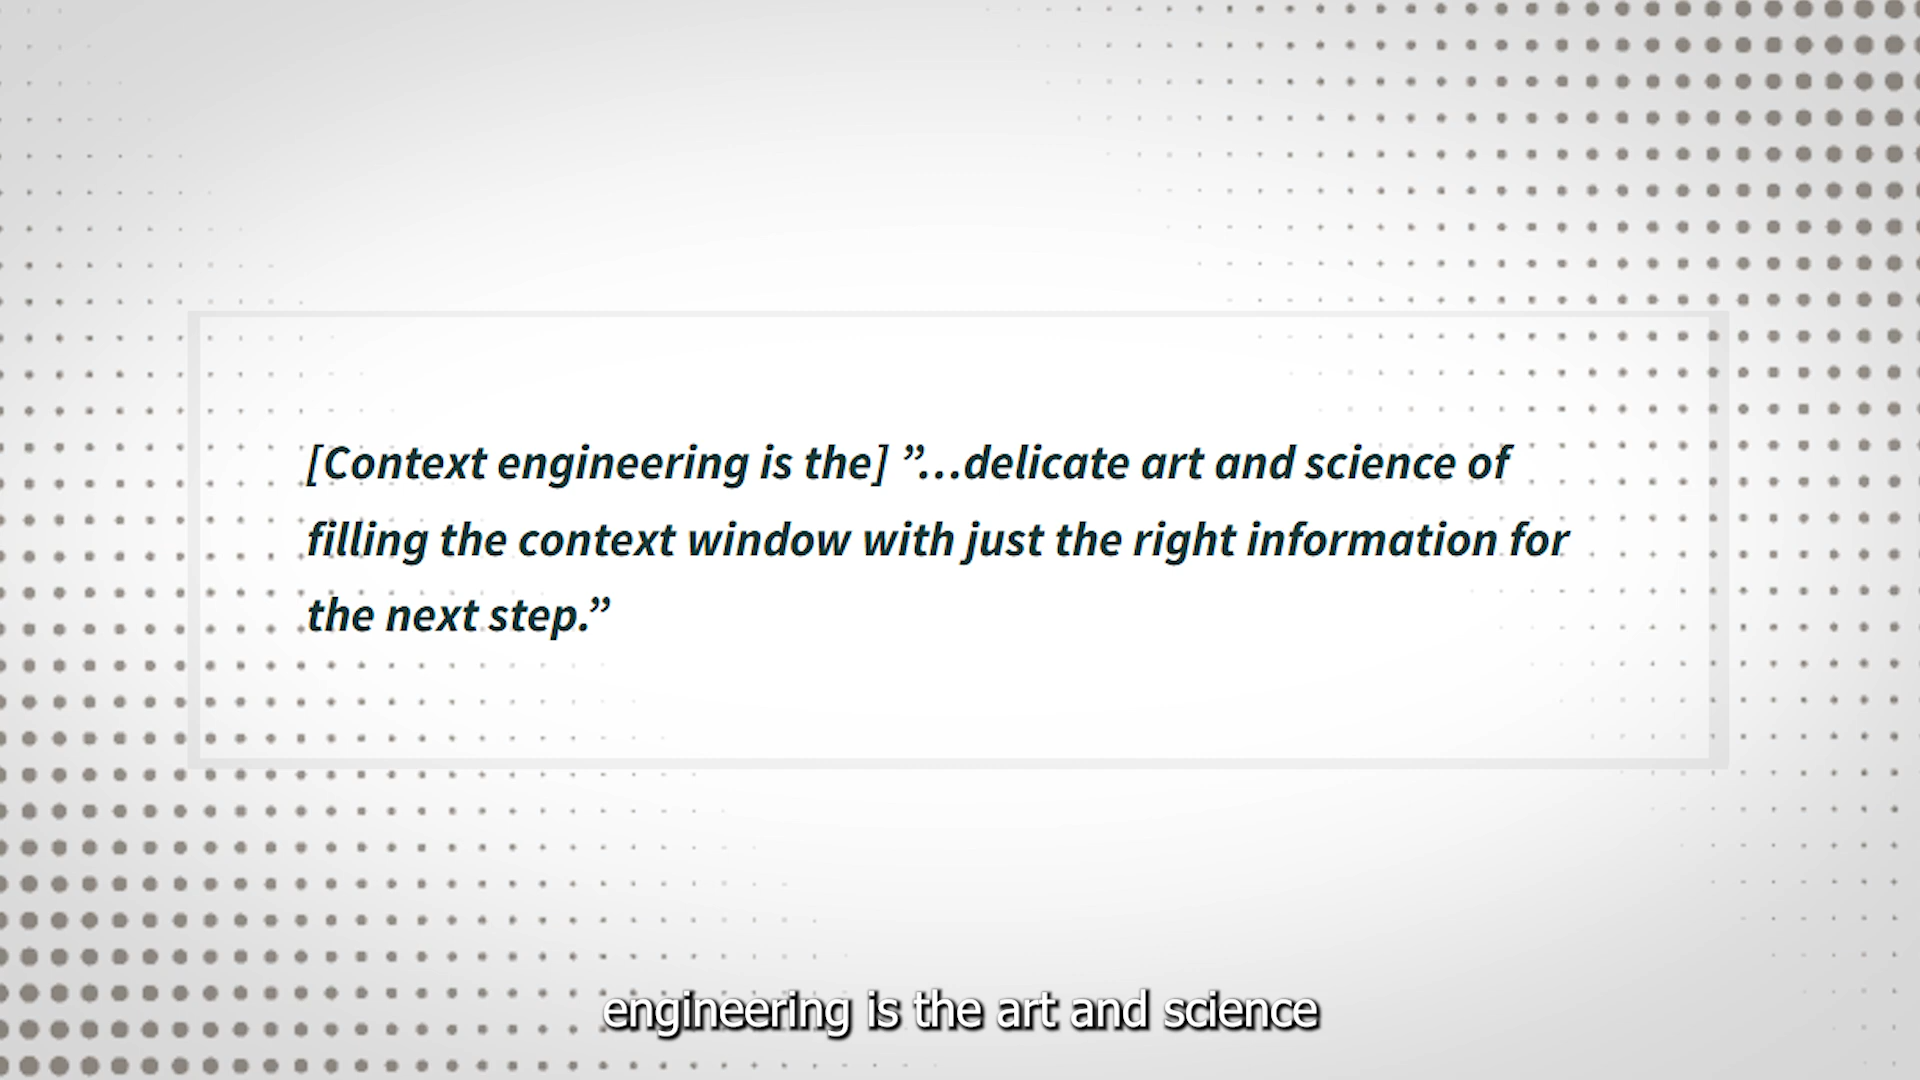 [Context engineering is the] ”…delicate art and science of
filling the context window with just the right information for
the next step.”
engineering is the art and science